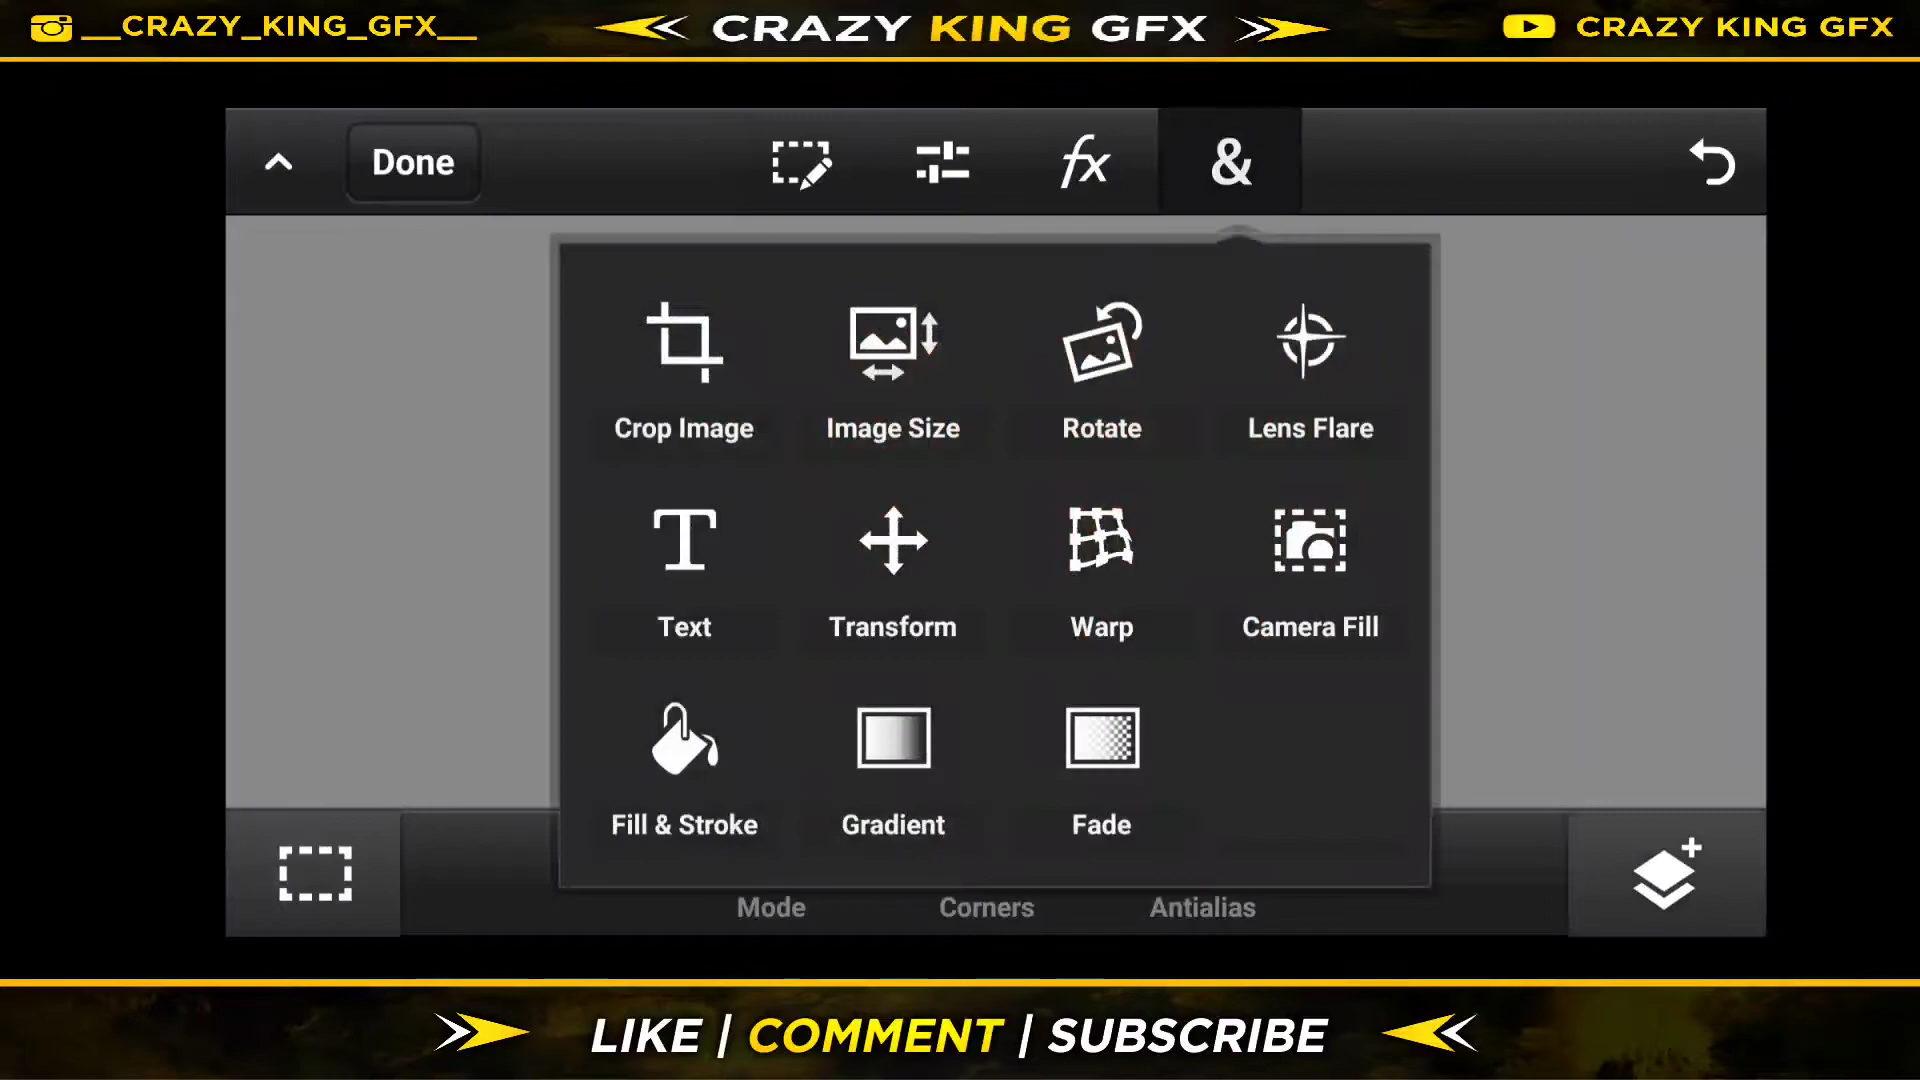 __CRAZY_KING_GFX__
CRAZY KING GFX
CRAZY KING GFX
Done
fx
&
Crop Image
Image Size
Rotate
Lens Flare
T
Text
Transform
Warp
Camera Fill
Fill & Stroke
Gradient
Fade
Mode
Corners
Antialias
LIKE | COMMENT | SUBSCRIBE